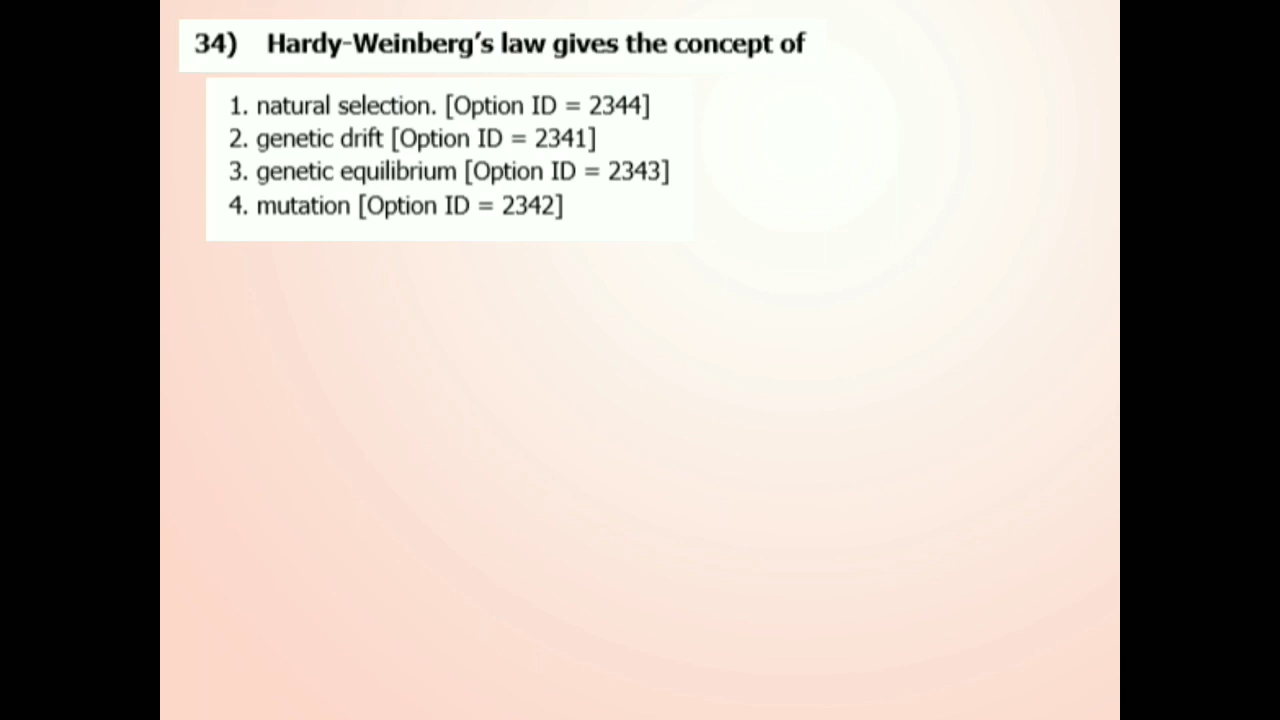 34) Hardy-Weinberg's law gives the concept of
1. natural selection. [Option ID = 2344]
2. genetic drift [Option ID = 2341]
3. genetic equilibrium [Option ID = 2343]
4. mutation [Option ID = 2342]